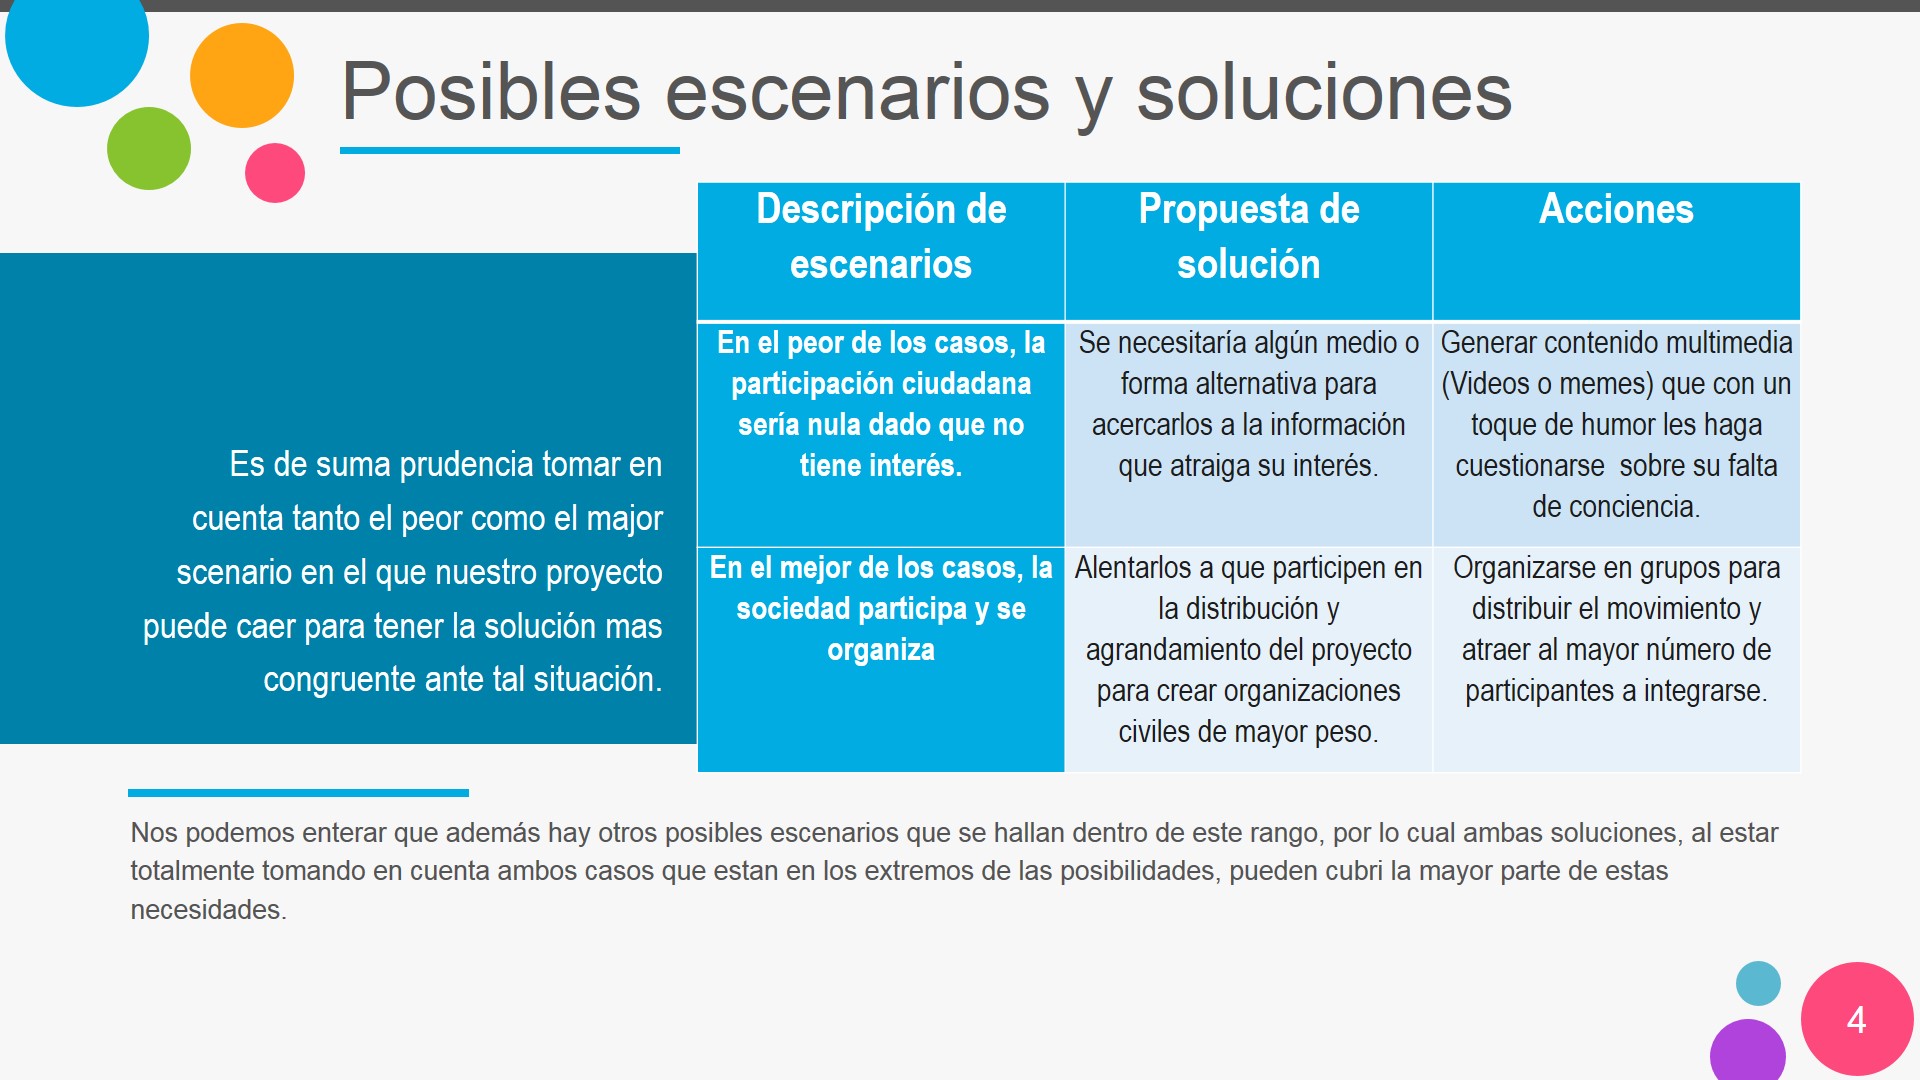 Posibles escenarios y soluciones
Es de suma prudencia tomar en
cuenta tanto el peor como el major
scenario en el que nuestro proyecto
puede caer para tener la solución mas
congruente ante tal situación.
Descripción de
escenarios
Propuesta de
solución
Acciones
En el peor de los casos, la
participación ciudadana
sería nula dado que no
tiene interés.
Se necesitaría algún medio o
forma alternativa para
acercarlos a la información
que atraiga su interés.
Generar contenido multimedia
(Videos o memes) que con un
toque de humor les haga
cuestionarse  sobre su falta
de conciencia.
En el mejor de los casos, la
sociedad participa y se
organiza
Alentarlos a que participen en
la distribución y
agrandamiento del proyecto
para crear organizaciones
civiles de mayor peso.
Organizarse en grupos para
distribuir el movimiento y
atraer al mayor número de
participantes a integrarse.
Nos podemos enterar que además hay otros posibles escenarios que se hallan dentro de este rango, por lo cual ambas soluciones, al estar
totalmente tomando en cuenta ambos casos que estan en los extremos de las posibilidades, pueden cubri la mayor parte de estas
necesidades.
4